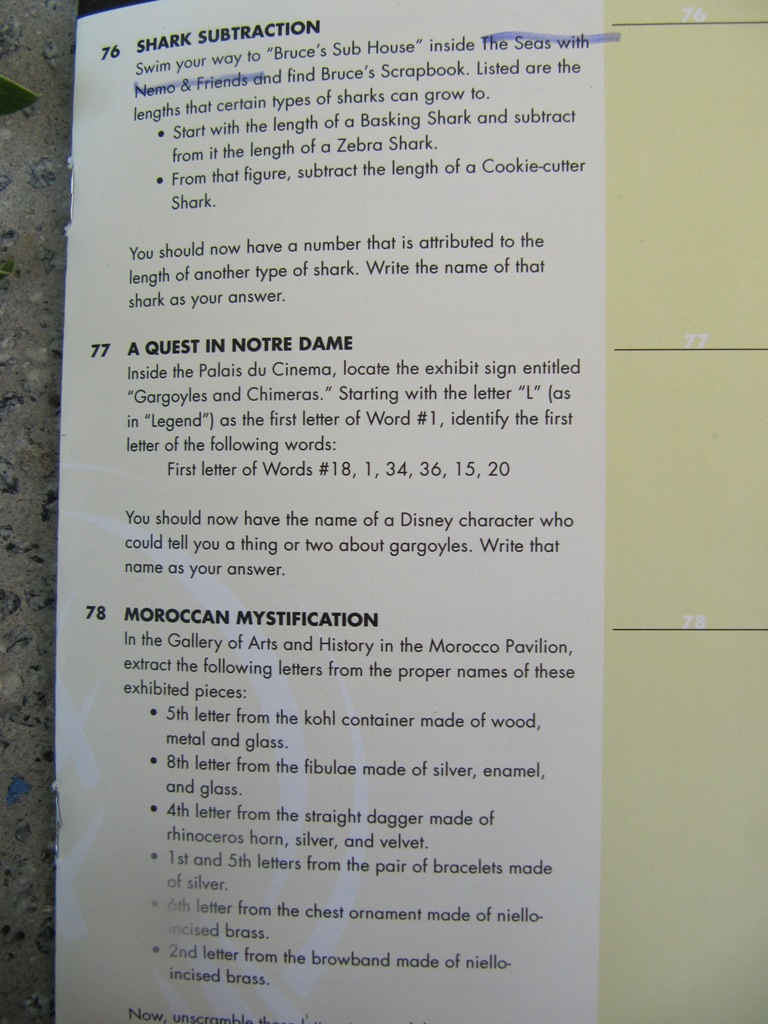 76 SHARK SUBTRACTION 76
Swim your way to "Bruce's Sub House" inside The Seas with
Nemo & Friends and find Bruce's Scrapbook. Listed are the
lengths that certain types of sharks can grow to.
• Start with the length of a Basking Shark and subtract
from it the length of a Zebra Shark.
• From that figure, subtract the length of a Cookie-cutter
Shark.
You should now have a number that is attributed to the
length of another type of shark. Write the name of that
shark as your answer.
77 A QUEST IN NOTRE DAME 77
Inside the Palais du Cinema, locate the exhibit sign entitled
"Gargoyles and Chimeras." Starting with the letter "L" (as
in "Legend") as the first letter of Word #1, identify the first
letter of the following words:
First letter of Words #18, 1, 34, 36, 15, 20
You should now have the name of a Disney character who
could tell you a thing or two about gargoyles. Write that
name as your answer.
78 MOROCCAN MYSTIFICATION 78
In the Gallery of Arts and History in the Morocco Pavilion,
extract the following letters from the proper names of these
exhibited pieces:
• 5th letter from the kohl container made of wood,
metal and glass.
• 8th letter from the fibulae made of silver, enamel,
and glass.
• 4th letter from the straight dagger made of
rhinoceros horn, silver, and velvet.
• 1st and 5th letters from the pair of bracelets made
of silver.
• 6th letter from the chest ornament made of niello-
incised brass.
• 2nd letter from the browband made of niello-
incised brass.
Now, unscramble these